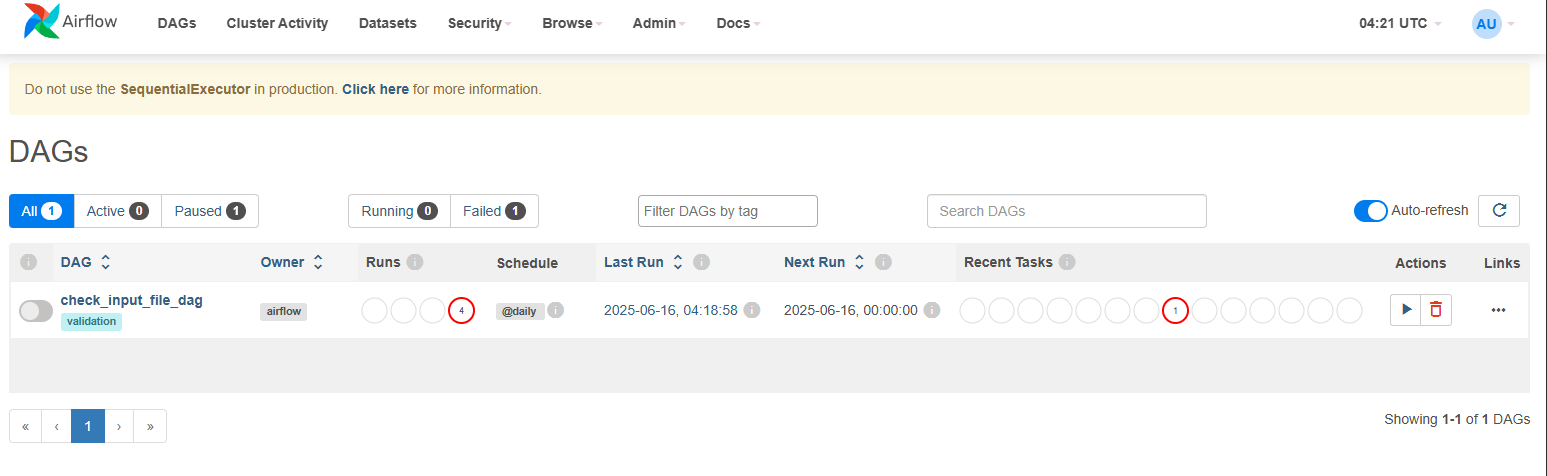 Airflow DAGs Cluster Activity Datasets Security Browse Admin Docs 04:21 UTC AU
Do not use the SequentialExecutor in production. Click here for more information.
DAGs
All 1 Active 0 Paused 1 Running 0 Failed 1 Filter DAGs by tag Search DAGs Auto-refresh
i DAG Owner Runs i Schedule Last Run i Next Run i Recent Tasks i Actions Links
check_input_file_dag airflow 4 @daily i 2025-06-16, 04:18:58 i 2025-06-16, 00:00:00 i 1 •••
validation
« ‹ 1 › » Showing 1-1 of 1 DAGs